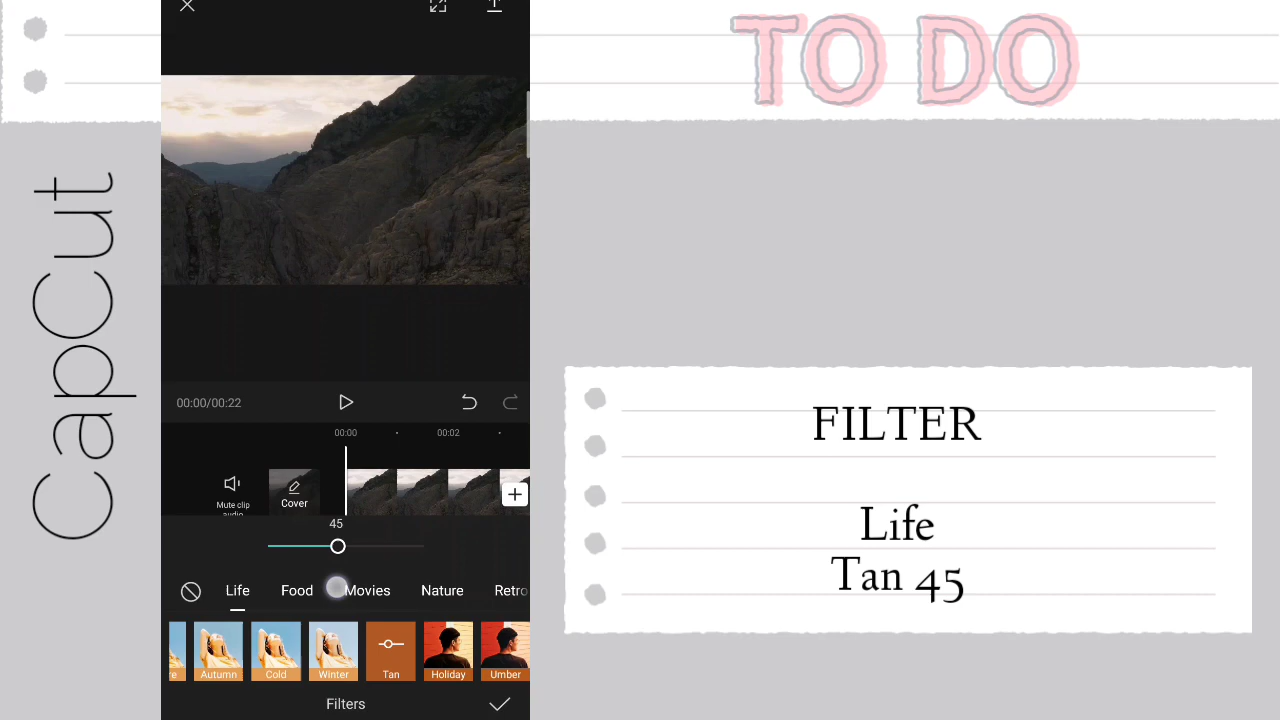 TO DO
CapCut
00:00/00:22
00:00
00:02
Mute clip
audio
Cover
45
Life Food Movies Nature Retro
re Autumn Cold Winter Tan Holiday Umber
Filters
FILTER
Life
Tan 45